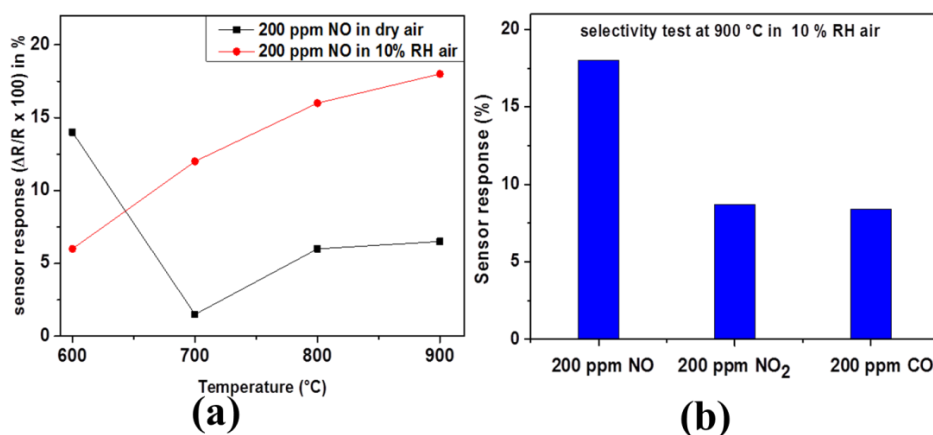 200 ppm NO in dry air
200 ppm NO in 10% RH air
sensor response (ΔR/R x 100) in %
20
15
10
5
0
600 700 800 900
Temperature (°C)
(a)
selectivity test at 900 °C in 10 % RH air
Sensor response (%)
20
15
10
5
0
200 ppm NO 200 ppm NO₂ 200 ppm CO
(b)